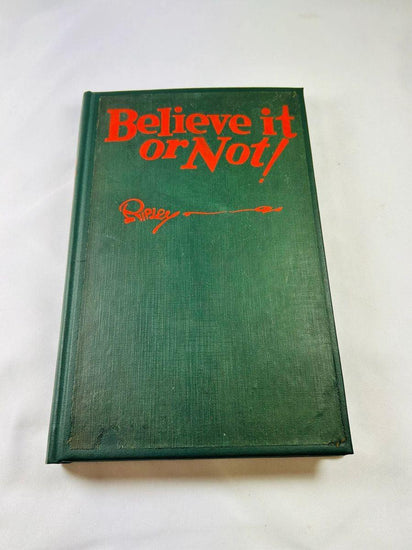 Believe it
or Not!
Ripley